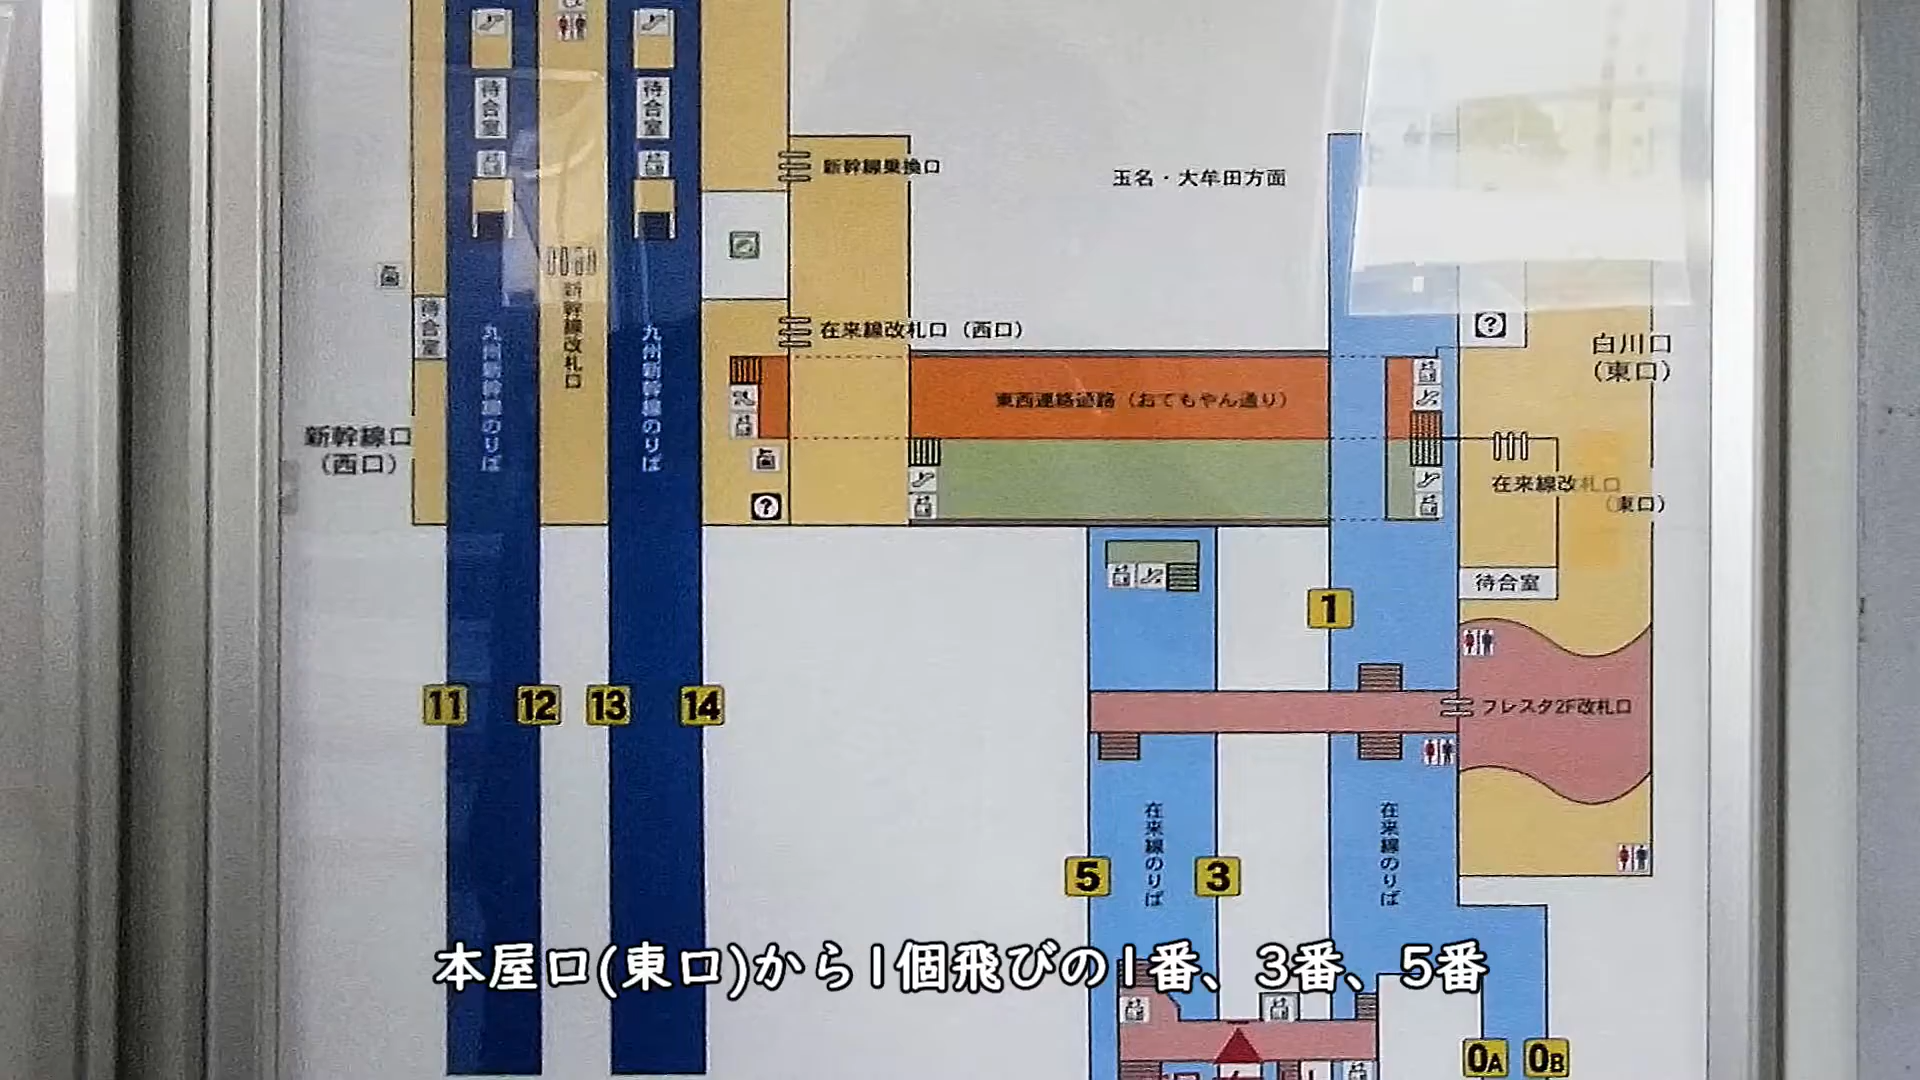 待合室
待合室
新幹線乗換口
玉名・大牟田方面
新幹線改札口
待合室
九州新幹線のりば
九州新幹線のりば
在来線改札口（西口）
?
白川口
（東口）
東西連絡通路（おてもやん通り）
新幹線口
（西口）
在来線改札口
（東口）
?
待合室
1
11
12
13
14
フレスタ2F改札口
在来線のりば
在来線のりば
5
3
本屋口(東口)から1個飛びの1番、3番、5番
0A
0B